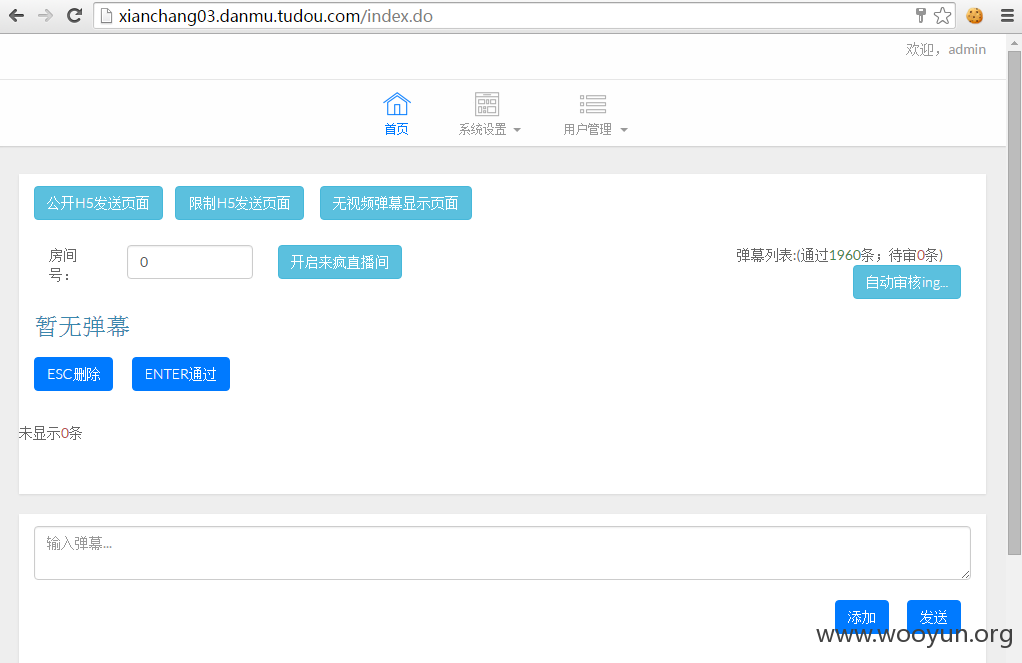 xianchang03.danmu.tudou.com/index.do
欢迎，admin
首页
系统设置
用户管理
公开H5发送页面
限制H5发送页面
无视频弹幕显示页面
房间
号：
0
开启来疯直播间
弹幕列表:(通过1960条；待审0条)
自动审核ing...
暂无弹幕
ESC删除
ENTER通过
未显示0条
输入弹幕...
添加
发送
www.wooyun.org